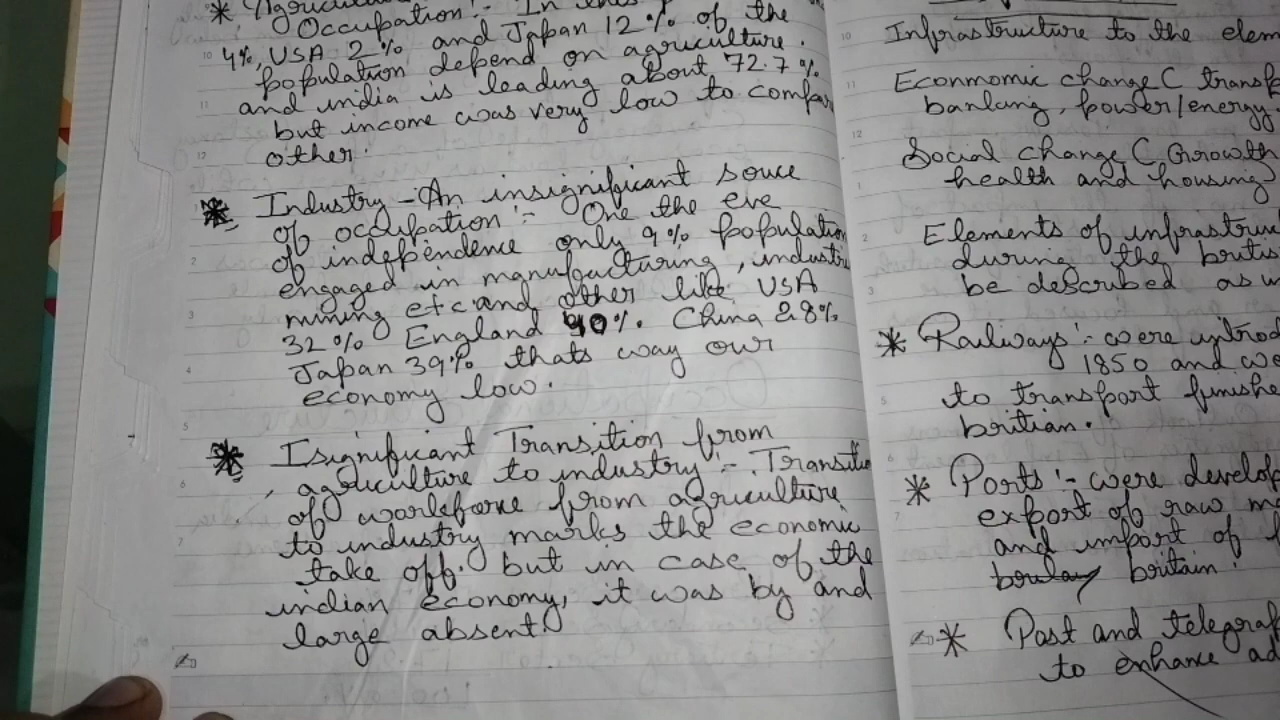 * Agricultu
Occupation:- In
4%, USA 2% and Japan 12% of the
population depend on agriculture.
and india is leading about 72.7%
but income was very low to compar
other.
* Industry - An insignificant souce
of occupation:- One the eve
of independence only 9% population
engaged in manufacturing, industri
mining etc and other like USA
32% England 40%. China 28%
Japan 39% thats way our
economy low.
* Isignificant Transition from
agriculture to industry:- Transitio
of workforce from agriculture
to industry marks the economic
take off. but in case of the
indian economy, it was by and
large absent.
Infrastructure to the elem
Econmomic change C transp
banking, power/energy
Social change C Growth
health and housing
Elements of infrastruc
during the britis
be described as u
* Railways:- were introd
1850 and we
to transport finishe
britian.
* Ports:- were develop
export of raw m
and import of f
britain.
* Post and telegraf
to enhance ad